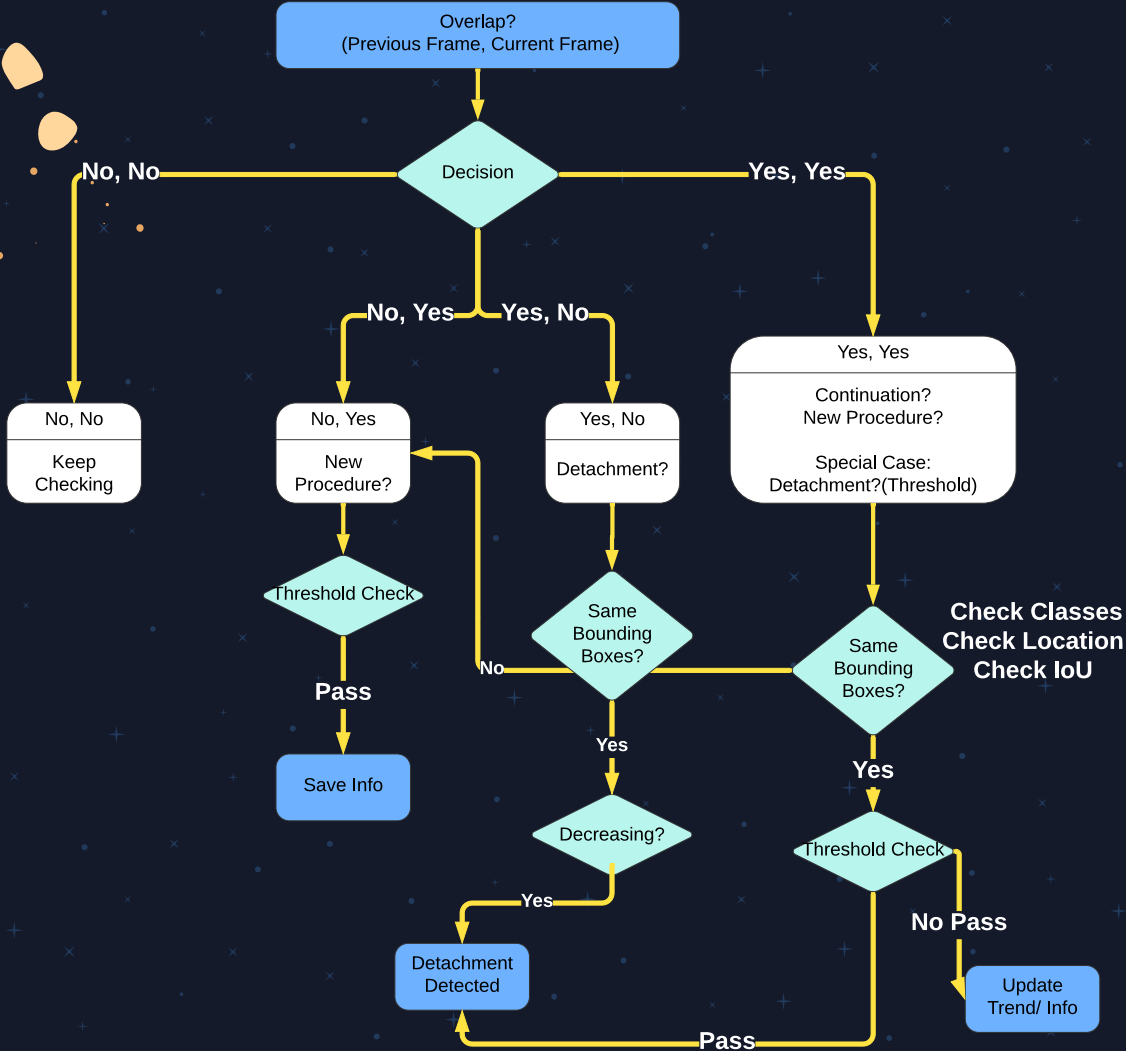 Overlap?
(Previous Frame, Current Frame)
Decision
No, No
Yes, Yes
No, Yes
Yes, No
Yes, Yes
Continuation?
New Procedure?
Special Case:
Detachment?(Threshold)
No, No
Keep
Checking
No, Yes
New
Procedure?
Yes, No
Detachment?
Threshold Check
Same
Bounding
Boxes?
Same
Bounding
Boxes?
Check Classes
Check Location
Check IoU
No
Pass
Yes
Yes
Save Info
Decreasing?
Threshold Check
Yes
No Pass
Detachment
Detected
Update
Trend/ Info
Pass